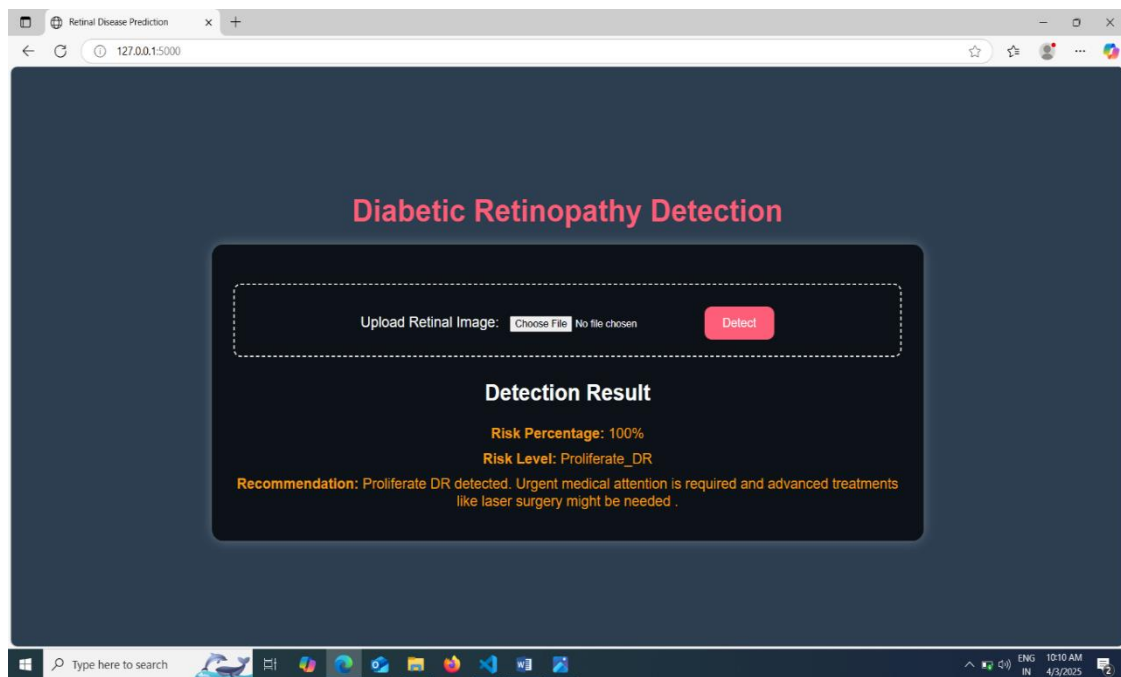 Retinal Disease Prediction
127.0.0.1:5000
Diabetic Retinopathy Detection
Upload Retinal Image: Choose File No file chosen Detect
Detection Result
Risk Percentage: 100%
Risk Level: Proliferate_DR
Recommendation: Proliferate DR detected. Urgent medical attention is required and advanced treatments
like laser surgery might be needed .
Type here to search
ENG 10:10 AM
IN 4/3/2025
2